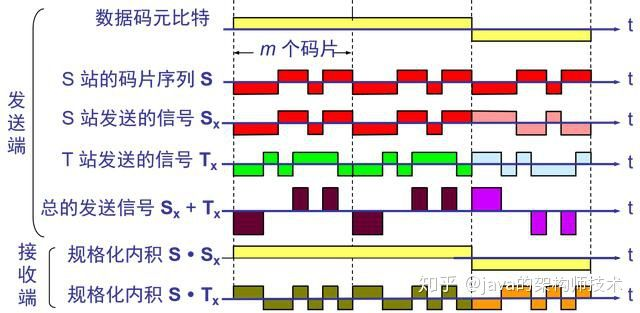 数据码元比特 t
m 个码片
S 站的码片序列 S t
S 站发送的信号 Sx t
T 站发送的信号 Tx t
总的发送信号 Sx + Tx t
规格化内积 S • Sx t
规格化内积 S • Tx t
发送端
接收端
知乎 @java的架构师技术